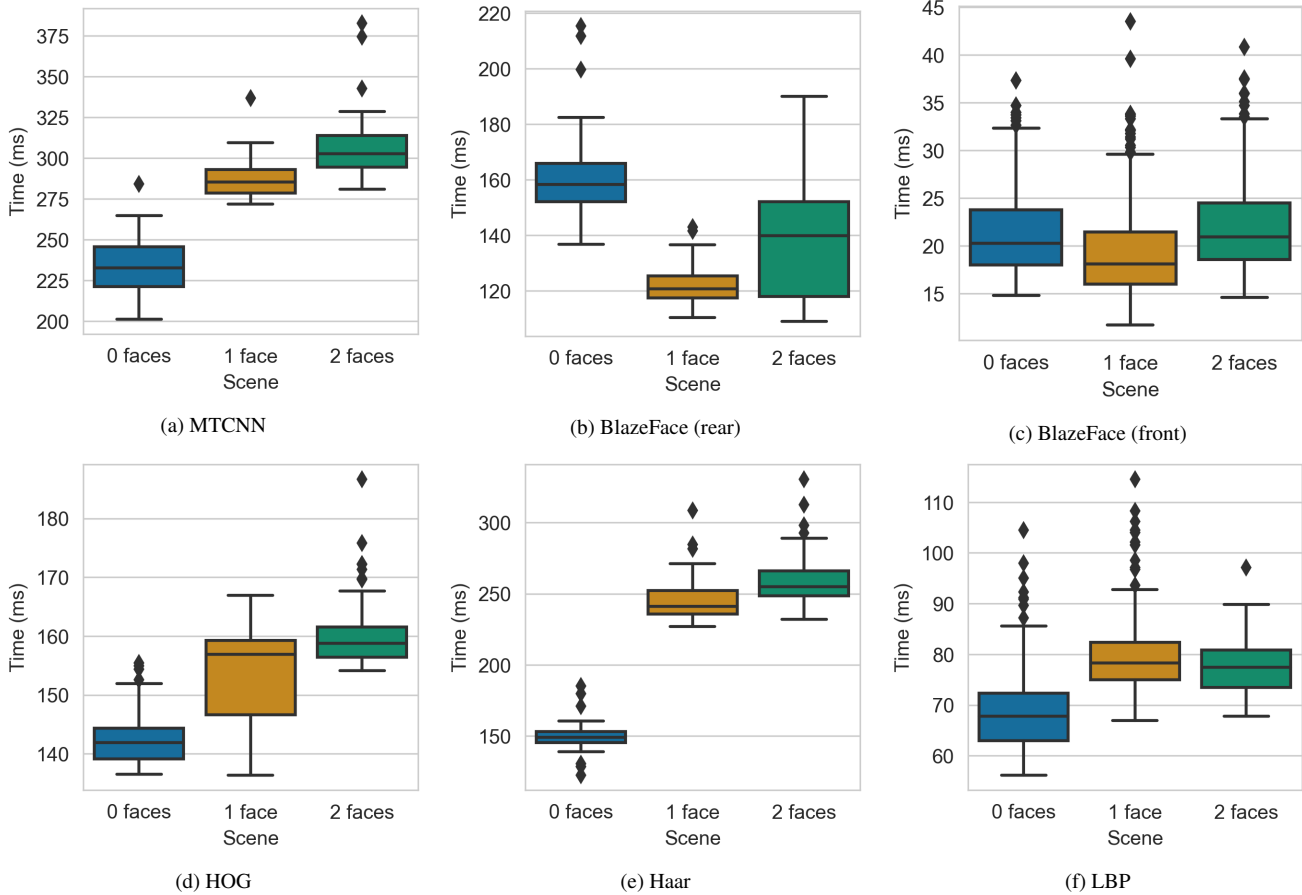 375
350
325
300
275
250
225
200
Time (ms)
0 faces
1 face
2 faces
Scene
(a) MTCNN
220
200
180
160
140
120
Time (ms)
0 faces
1 face
2 faces
Scene
(b) BlazeFace (rear)
45
40
35
30
25
20
15
Time (ms)
0 faces
1 face
2 faces
Scene
(c) BlazeFace (front)
180
170
160
150
140
Time (ms)
0 faces
1 face
2 faces
Scene
(d) HOG
300
250
200
150
Time (ms)
0 faces
1 face
2 faces
Scene
(e) Haar
110
100
90
80
70
60
Time (ms)
0 faces
1 face
2 faces
Scene
(f) LBP